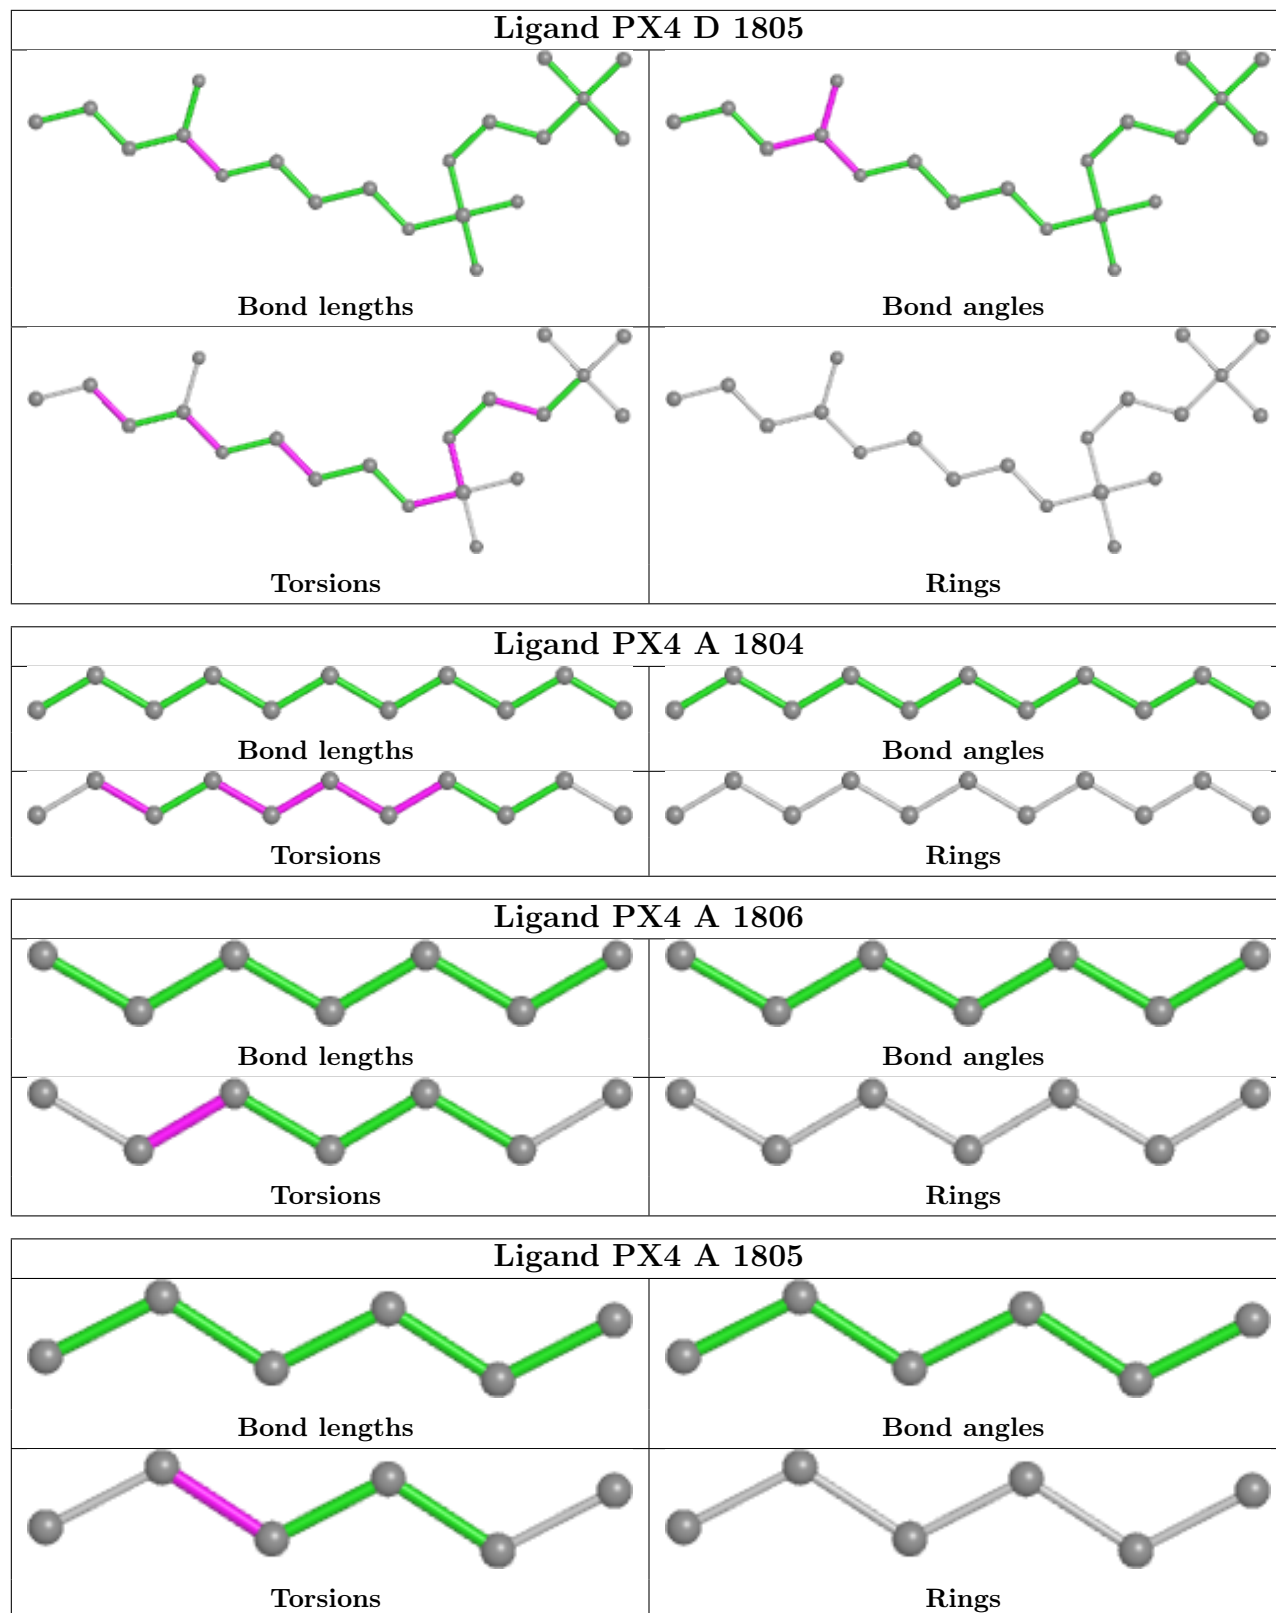 Ligand PX4 D 1805
Bond lengths
Bond angles
Torsions
Rings
Ligand PX4 A 1804
Bond lengths
Bond angles
Torsions
Rings
Ligand PX4 A 1806
Bond lengths
Bond angles
Torsions
Rings
Ligand PX4 A 1805
Bond lengths
Bond angles
Torsions
Rings